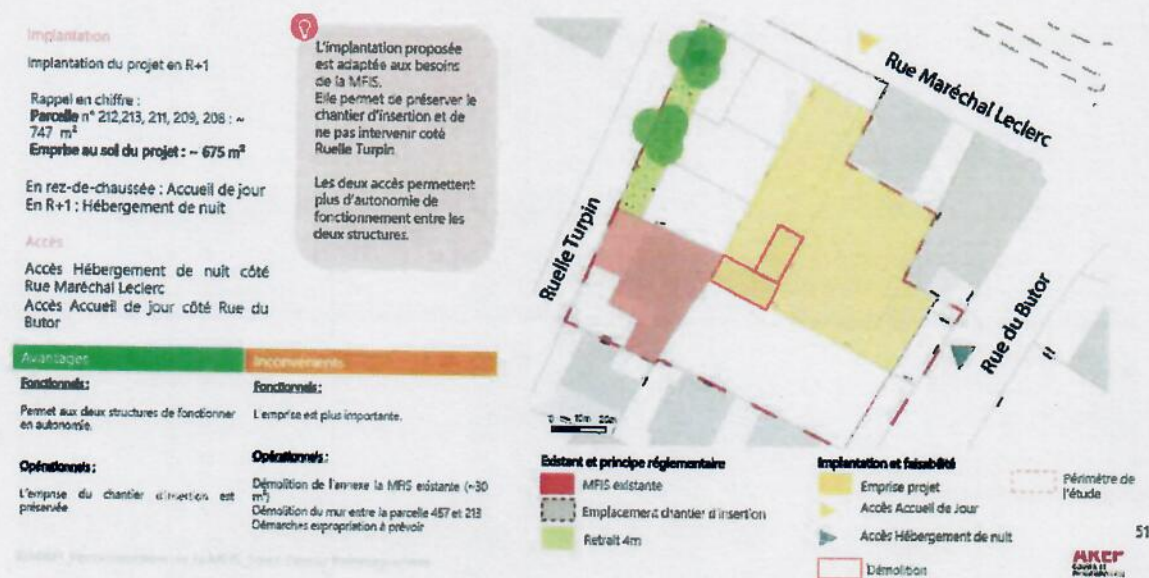 Implantation
Implantation du projet en R+1
Rappel en chiffre :
Parcelle n° 212,213, 211, 209, 208 : ~
747 m²
Emprise au sol du projet : ~ 675 m²
En rez-de-chaussée : Accueil de jour
En R+1 : Hébergement de nuit
Accès
Accès Hébergement de nuit côté
Rue Maréchal Leclerc
Accès Accueil de jour côté Rue du
Butor
L'implantation proposée
est adaptée aux besoins
de la MFIS.
Elle permet de préserver le
chantier d'insertion et de
ne pas intervenir coté
Ruelle Turpin
Les deux accès permettent
plus d'autonomie de
fonctionnement entre les
deux structures.
Avantages
Inconvénients
Fonctionnels :
Permet aux deux structures de fonctionner
en autonomie.
Opérationnels :
L'emprise du chantier d'insertion est
préservée
Fonctionnels :
L'emprise est plus importante.
Opérationnels :
Démolition de l'annexe la MFIS existante (~30
m²)
Démolition du mur entre la parcelle 457 et 213
Démarches expropriation à prévoir
Rue Maréchal Leclerc
Ruelle Turpin
Rue du Butor
0 10m 20m
Existant et principe réglementaire
MFIS existante
Emplacement chantier d'insertion
Retrait 4m
Implantation et faisabilité
Emprise projet
Accès Accueil de Jour
Accès Hébergement de nuit
Démolition
Périmètre de
l'étude
51